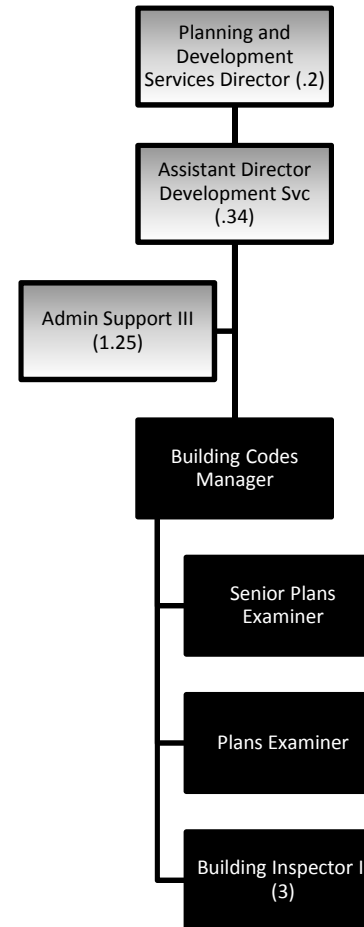 Planning and
Development
Services Director (.2)
Assistant Director
Development Svc
(.34)
Admin Support III
(1.25)
Building Codes
Manager
Senior Plans
Examiner
Plans Examiner
Building Inspector I
(3)